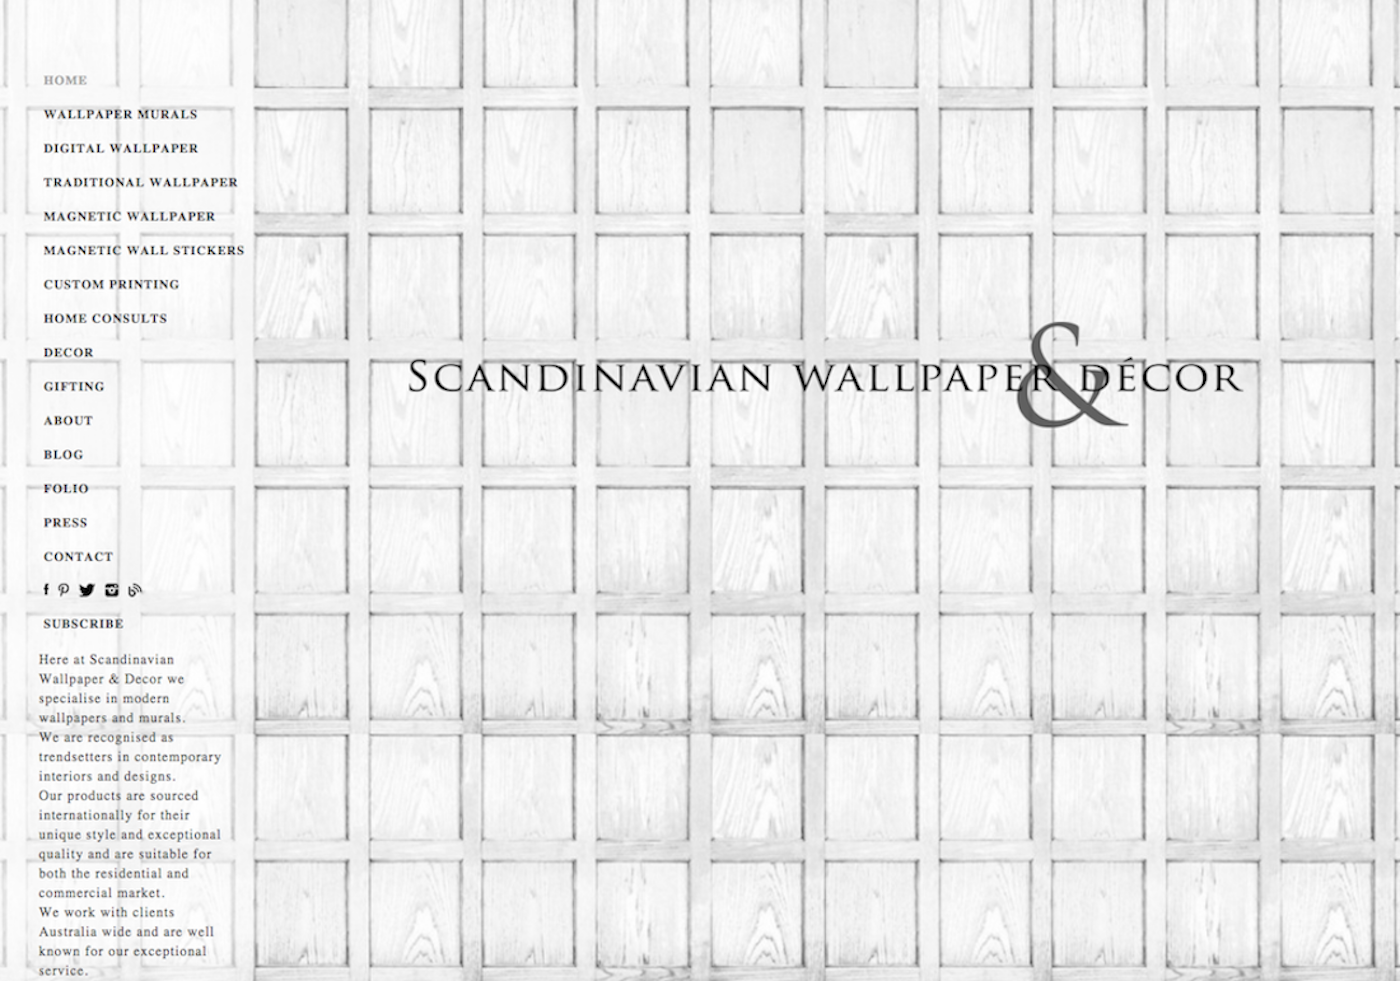 HOME
WALLPAPER MURALS
DIGITAL WALLPAPER
TRADITIONAL WALLPAPER
MAGNETIC WALLPAPER
MAGNETIC WALL STICKERS
CUSTOM PRINTING
HOME CONSULTS
DECOR
GIFTING
ABOUT
BLOG
FOLIO
PRESS
CONTACT
SUBSCRIBE
Here at Scandinavian
Wallpaper & Decor we
specialise in modern
wallpapers and murals.
We are recognised as
trendsetters in contemporary
interiors and designs.
Our products are sourced
internationally for their
unique style and exceptional
quality and are suitable for
both the residential and
commercial market.
We work with clients
Australia wide and are well
known for our exceptional
service.
SCANDINAVIAN WALLPAPER & DÉCOR